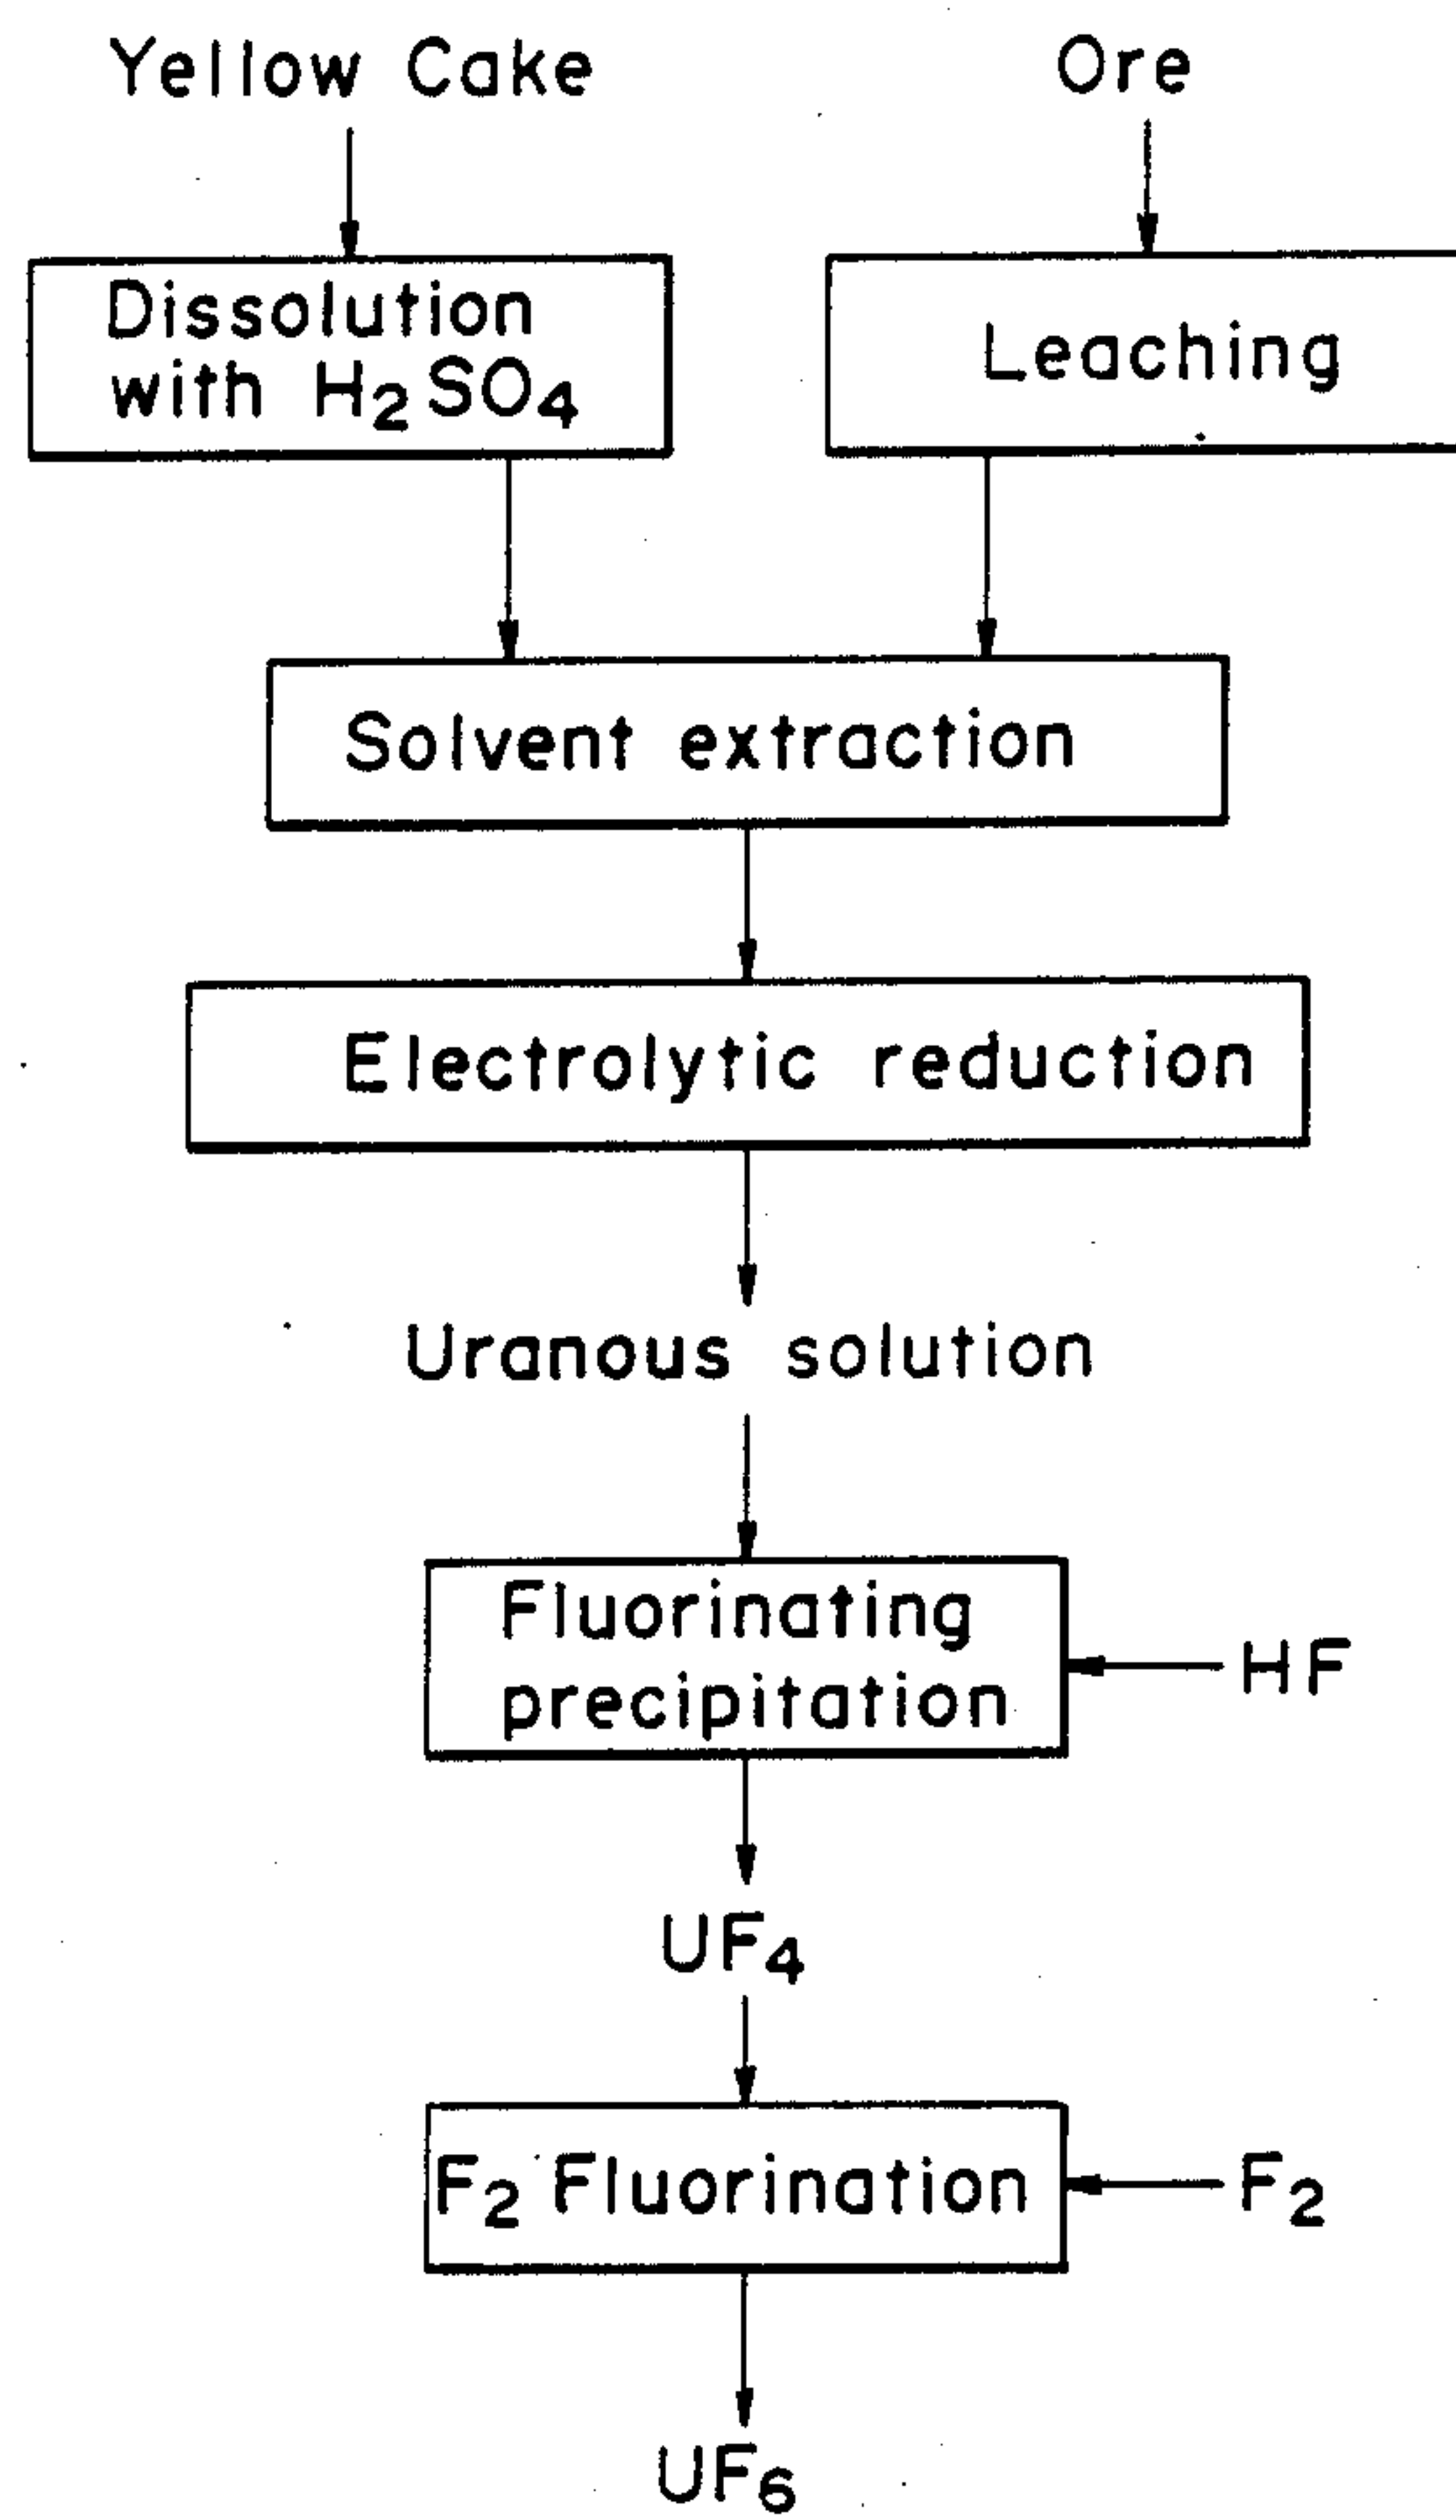 Yellow Cake
Ore
Dissolution
with H₂SO₄
Leaching
Solvent extraction
Electrolytic reduction
Uranous solution
Fluorinating
precipitation
HF
UF₄
F₂ Fluorination
F₂
UF₆